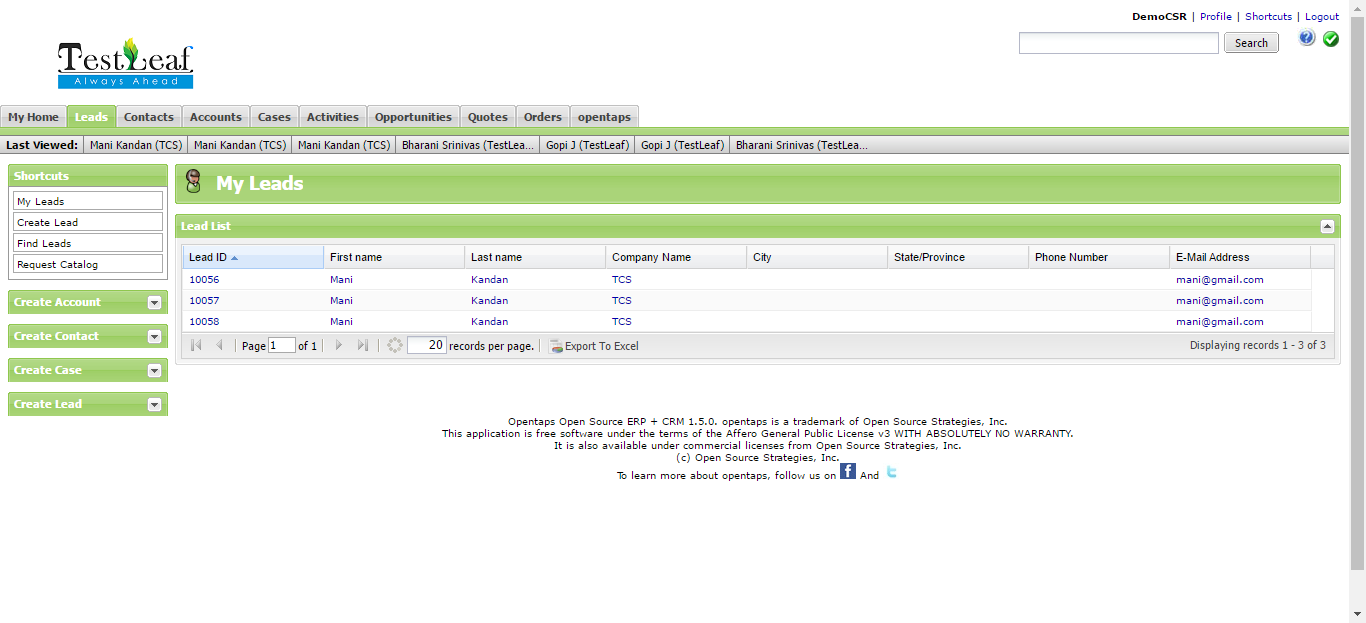 DemoCSR | Profile | Shortcuts | Logout
Search
TestLeaf
Always Ahead
My Home Leads Contacts Accounts Cases Activities Opportunities Quotes Orders opentaps
Last Viewed: Mani Kandan (TCS) Mani Kandan (TCS) Mani Kandan (TCS) Bharani Srinivas (TestLea... Gopi J (TestLeaf) Gopi J (TestLeaf) Bharani Srinivas (TestLea...
Shortcuts
My Leads
Create Lead
Find Leads
Request Catalog
Create Account
Create Contact
Create Case
Create Lead
My Leads
Lead List
Lead ID First name Last name Company Name City State/Province Phone Number E-Mail Address
10056 Mani Kandan TCS mani@gmail.com
10057 Mani Kandan TCS mani@gmail.com
10058 Mani Kandan TCS mani@gmail.com
Page 1 of 1 20 records per page. Export To Excel Displaying records 1 - 3 of 3
Opentaps Open Source ERP + CRM 1.5.0. opentaps is a trademark of Open Source Strategies, Inc.
This application is free software under the terms of the Affero General Public License v3 WITH ABSOLUTELY NO WARRANTY.
It is also available under commercial licenses from Open Source Strategies, Inc.
(c) Open Source Strategies, Inc.
To learn more about opentaps, follow us on f And t